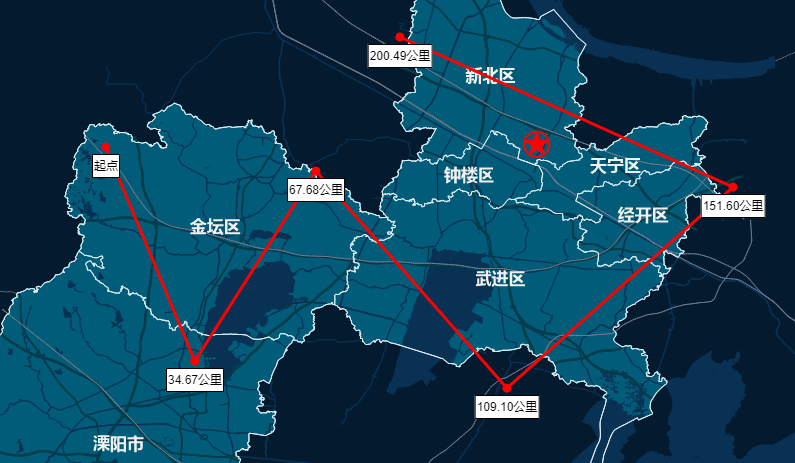 200.49公里
新北区
起点
67.68公里
钟楼区
天宁区
151.60公里
金坛区
经开区
武进区
34.67公里
109.10公里
溧阳市